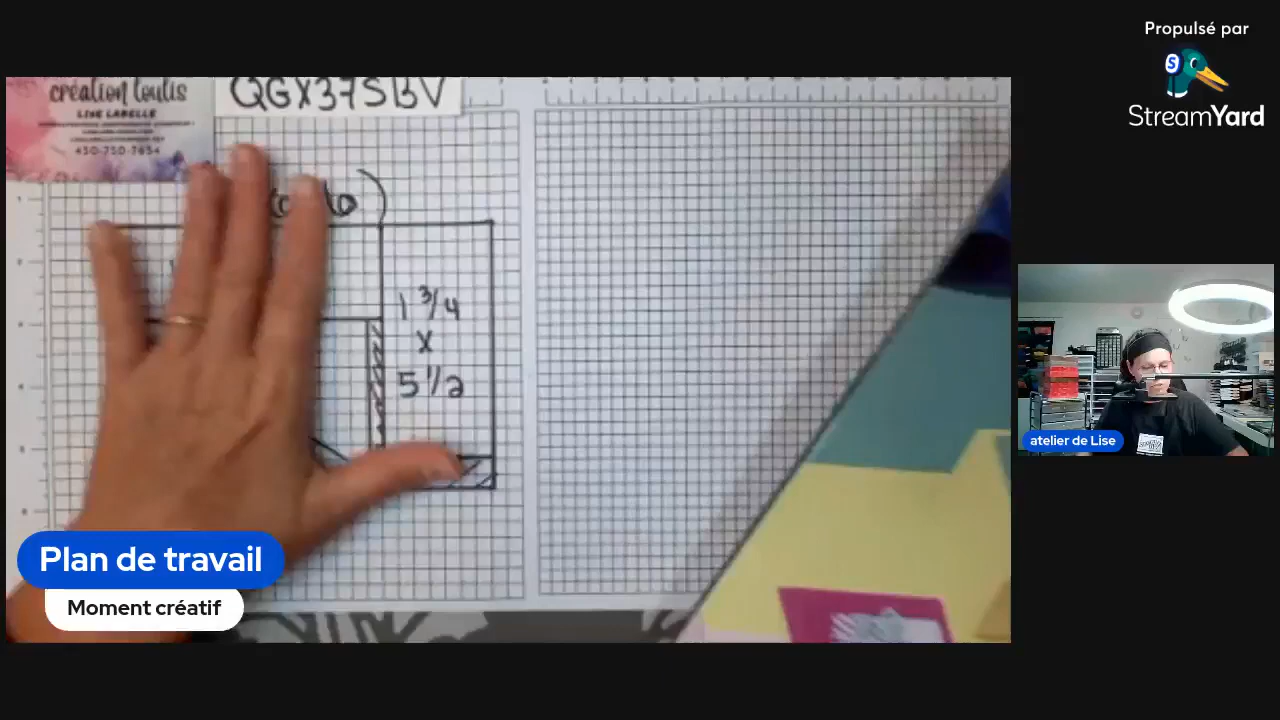 Propulsé par
StreamYard
création Loulis
LISE LABELLE
450-750-7654
QGX37SBV
1 3/4
X
5 1/2
atelier de Lise
Plan de travail
Moment créatif